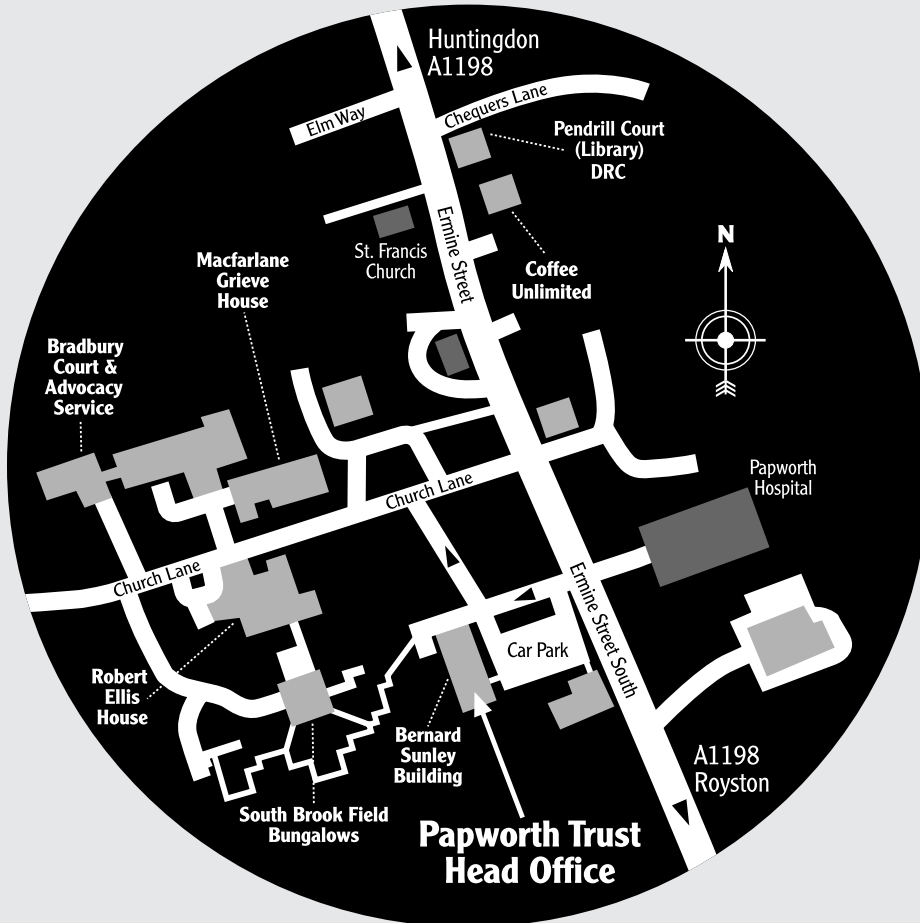 Huntingdon
A1198
Chequers Lane
Elm Way
Pendrill Court
(Library)
DRC
Ermine Street
St. Francis
Church
Coffee
Unlimited
N
Macfarlane
Grieve
House
Bradbury
Court &
Advocacy
Service
Papworth
Hospital
Church Lane
Church Lane
Ermine Street South
Car Park
Robert
Ellis
House
Bernard
Sunley
Building
A1198
Royston
South Brook Field
Bungalows
Papworth Trust
Head Office